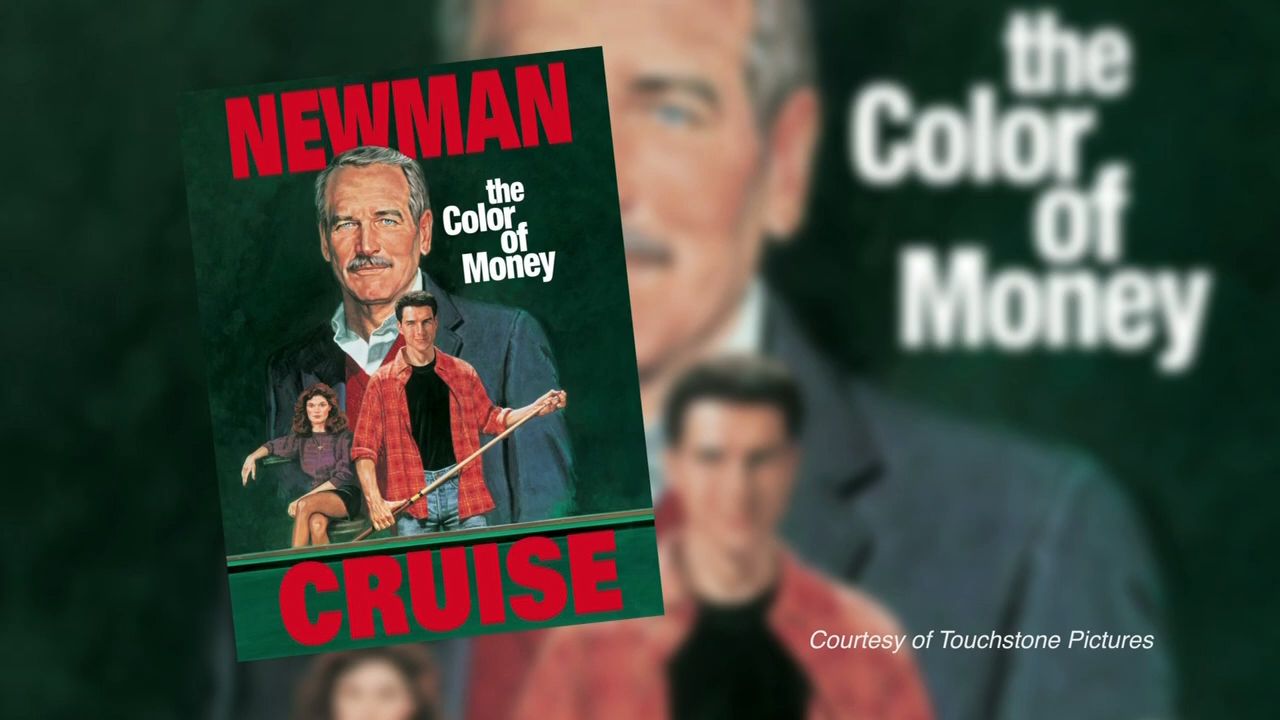 NEWMAN
the
Color
of
Money
CRUISE
the
Color
of
Money
Courtesy of Touchstone Pictures